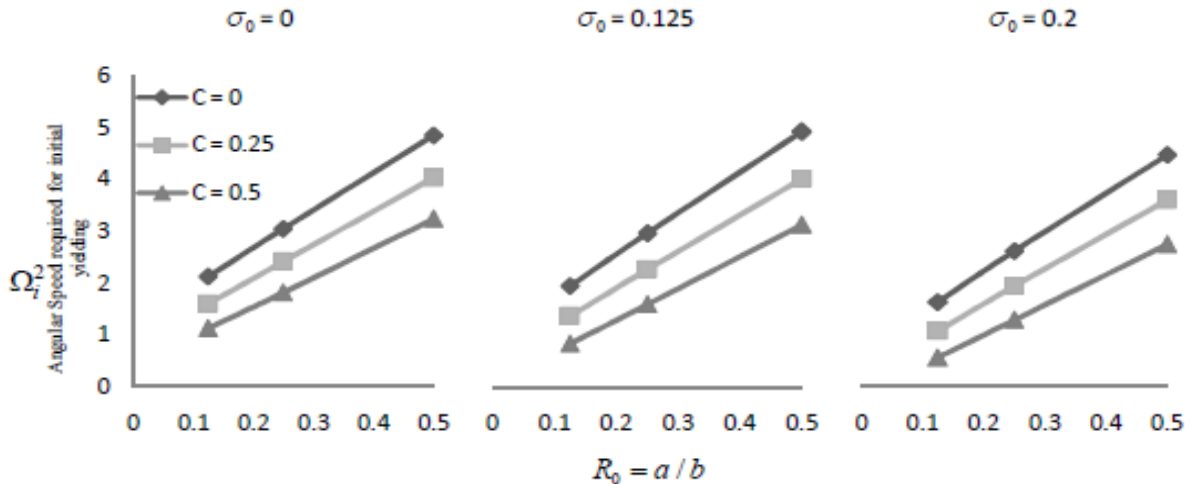 σ₀ = 0
σ₀ = 0.125
σ₀ = 0.2
6
5
4
3
2
1
0
C = 0
C = 0.25
C = 0.5
Ωᵢ²
Angular Speed required for initial
yielding
0 0.1 0.2 0.3 0.4 0.5
0 0.1 0.2 0.3 0.4 0.5
0 0.1 0.2 0.3 0.4 0.5
R₀ = a / b